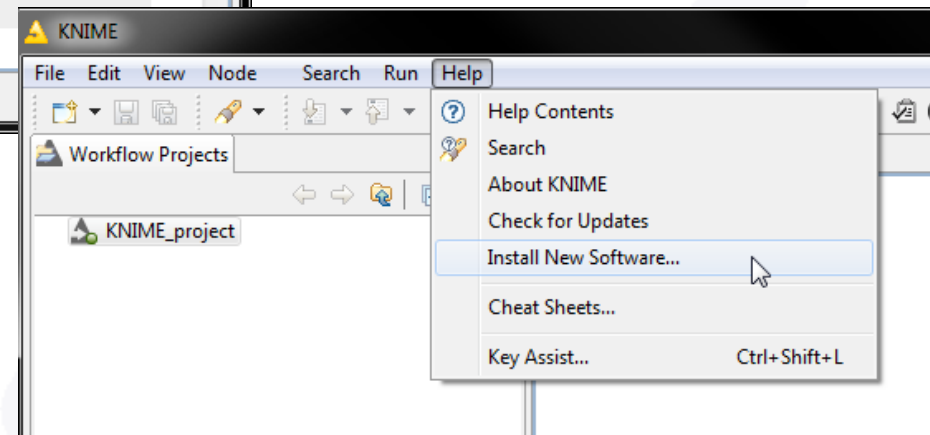 KNIME
File Edit View Node Search Run Help
Help Contents
Workflow Projects
Search
About KNIME
Check for Updates
KNIME_project
Install New Software...
Cheat Sheets...
Key Assist... Ctrl+Shift+L